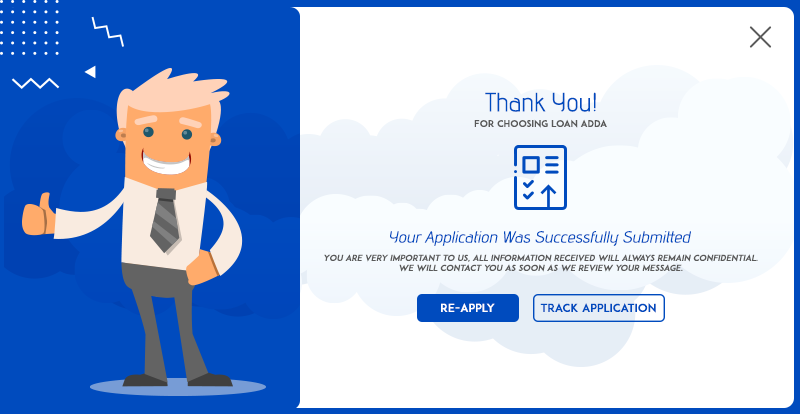 Thank You!
FOR CHOOSING LOAN ADDA
Your Application Was Successfully Submitted
YOU ARE VERY IMPORTANT TO US, ALL INFORMATION RECEIVED WILL ALWAYS REMAIN CONFIDENTIAL.
WE WILL CONTACT YOU AS SOON AS WE REVIEW YOUR MESSAGE.
RE-APPLY
TRACK APPLICATION